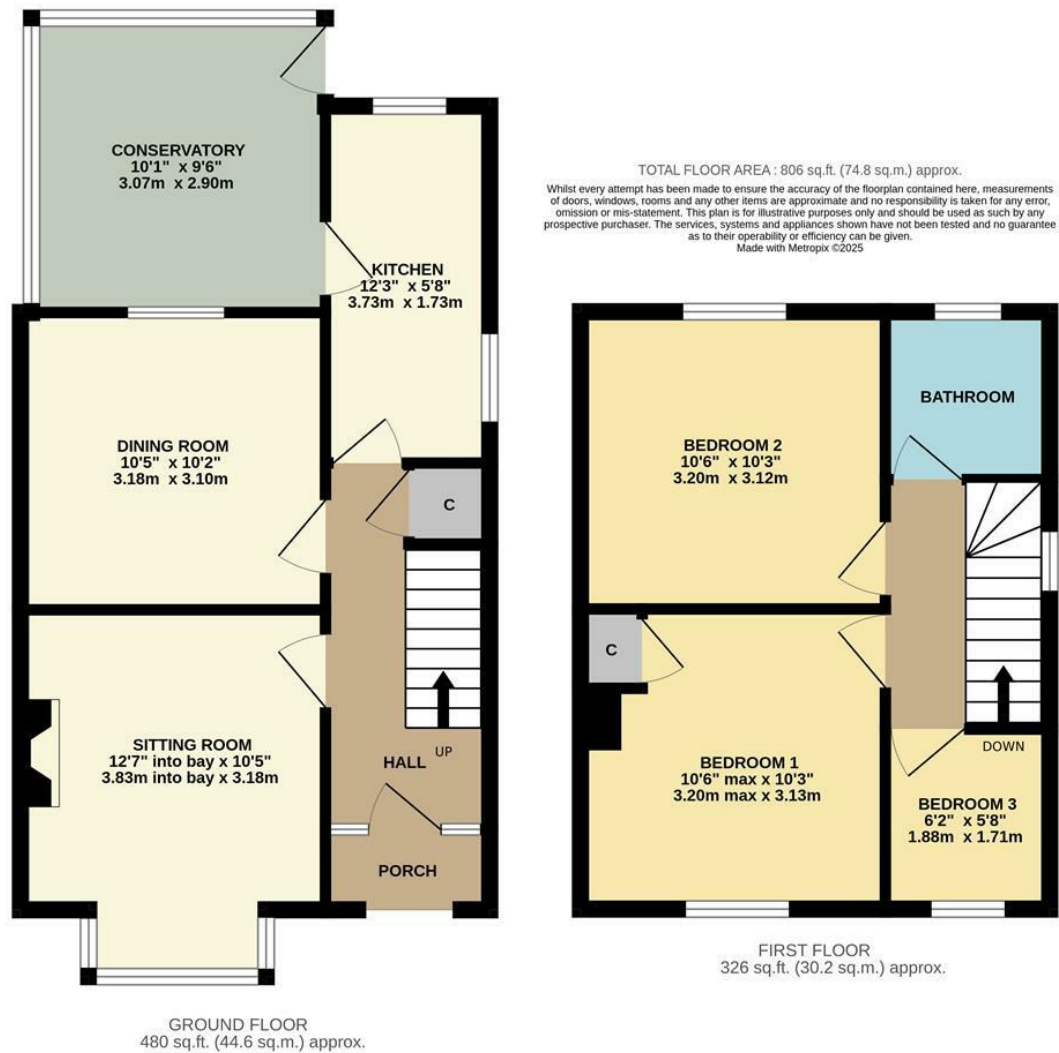 CONSERVATORY
10'1" x 9'6"
3.07m x 2.90m
KITCHEN
12'3" x 5'8"
3.73m x 1.73m
DINING ROOM
10'5" x 10'2"
3.18m x 3.10m
C
SITTING ROOM
12'7" into bay x 10'5"
3.83m into bay x 3.18m
UP
HALL
PORCH
GROUND FLOOR
480 sq.ft. (44.6 sq.m.) approx.
TOTAL FLOOR AREA : 806 sq.ft. (74.8 sq.m.) approx.
Whilst every attempt has been made to ensure the accuracy of the floorplan contained here, measurements
of doors, windows, rooms and any other items are approximate and no responsibility is taken for any error,
omission or mis-statement. This plan is for illustrative purposes only and should be used as such by any
prospective purchaser. The services, systems and appliances shown have not been tested and no guarantee
as to their operability or efficiency can be given.
Made with Metropix ©2025
BATHROOM
BEDROOM 2
10'6" x 10'3"
3.20m x 3.12m
C
BEDROOM 1
10'6" max x 10'3"
3.20m max x 3.13m
DOWN
BEDROOM 3
6'2" x 5'8"
1.88m x 1.71m
FIRST FLOOR
326 sq.ft. (30.2 sq.m.) approx.